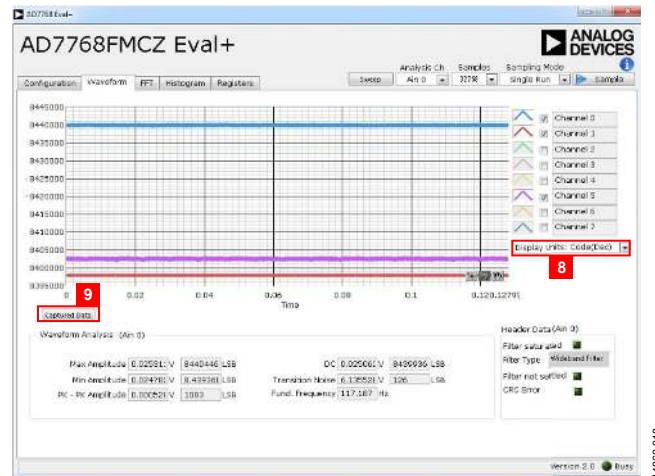 AD7768 Eval+
AD7768FMCZ Eval+
ANALOG
DEVICES
Analysis Ch
Samples
Sampling Mode
Configuration
Waveform
FFT
Histogram
Registers
Sweep
Ain 0
Single Run
Sample
8445000
8440000
8435000
8430000
8425000
8420000
8415000
8410000
8405000
8400000
8395000
0
0.02
0.04
0.06
0.08
0.1
0.12
Time
Channel 0
Channel 1
Channel 2
Channel 3
Channel 4
Channel 5
Channel 6
Channel 7
Display Units: Code(Dec)
8
9
Captured Data
Waveform Analysis (Ain 0)
Max Amplitude
V
8440446 LSB
Min Amplitude
V
LSB
PK - PK Amplitude
V
LSB
DC
V
8439936 LSB
Transition Noise
V
126
LSB
Fund. Frequency 117.187 Hz
Header Data (Ain 0)
Filter saturated
Filter Type
Wideband Filter
Filter not settled
CRC Error
Version 2.0
Busy